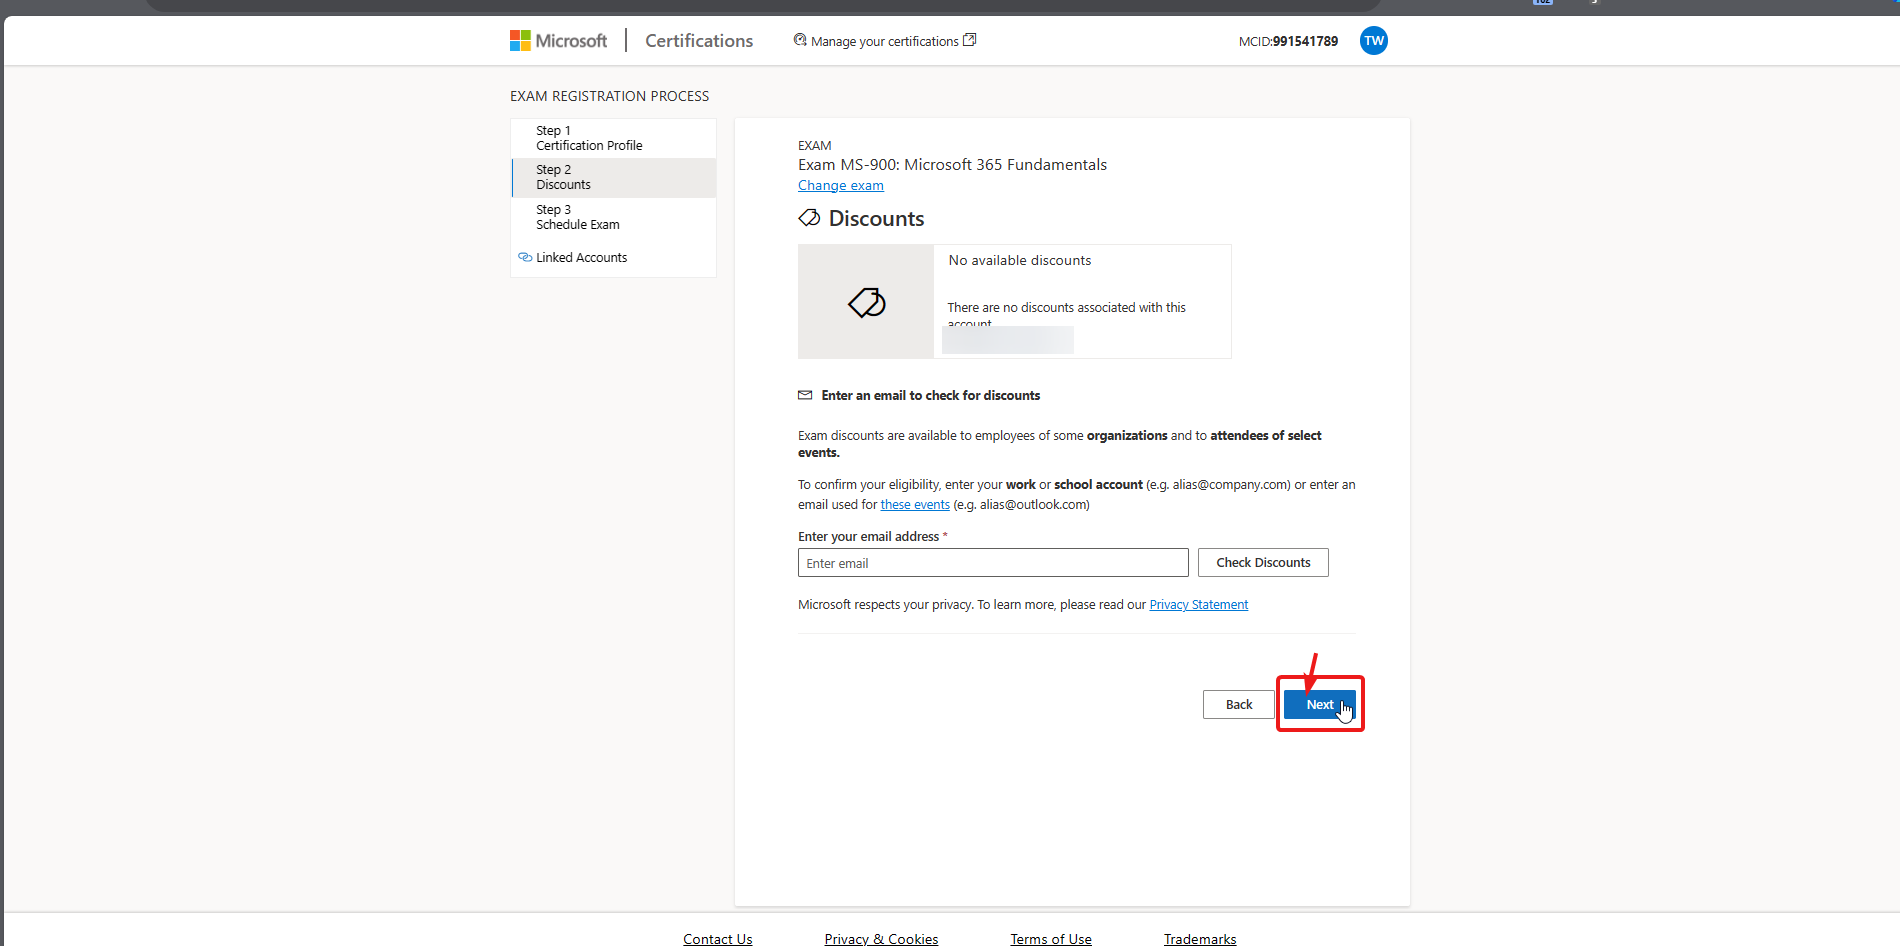 Microsoft
Certifications
Manage your certifications
MCID:991541789
TW
EXAM REGISTRATION PROCESS
Step 1
Certification Profile
Step 2
Discounts
Step 3
Schedule Exam
Linked Accounts
EXAM
Exam MS-900: Microsoft 365 Fundamentals
Change exam
Discounts
No available discounts
There are no discounts associated with this
account
Enter an email to check for discounts
Exam discounts are available to employees of some organizations and to attendees of select
events.
To confirm your eligibility, enter your work or school account (e.g. alias@company.com) or enter an
email used for these events (e.g. alias@outlook.com)
Enter your email address *
Enter email
Check Discounts
Microsoft respects your privacy. To learn more, please read our Privacy Statement
Back
Next
Contact Us
Privacy & Cookies
Terms of Use
Trademarks